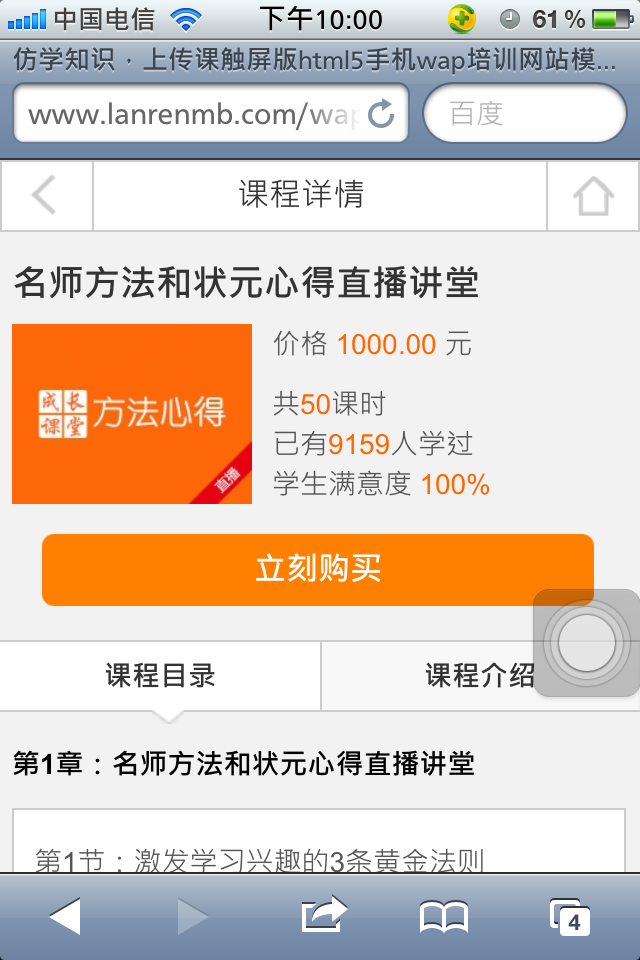 中国电信 下午10:00 61%
仿学知识·上传课触屏版html5手机wap培训网站模...
www.lanrenmb.com/wap 百度
课程详情
名师方法和状元心得直播讲堂
成长课堂 方法心得
直播
价格 1000.00 元
共50课时
已有9159人学过
学生满意度 100%
立刻购买
课程目录 课程介绍
第1章：名师方法和状元心得直播讲堂
第1节：激发学习兴趣的3条黄金法则
4